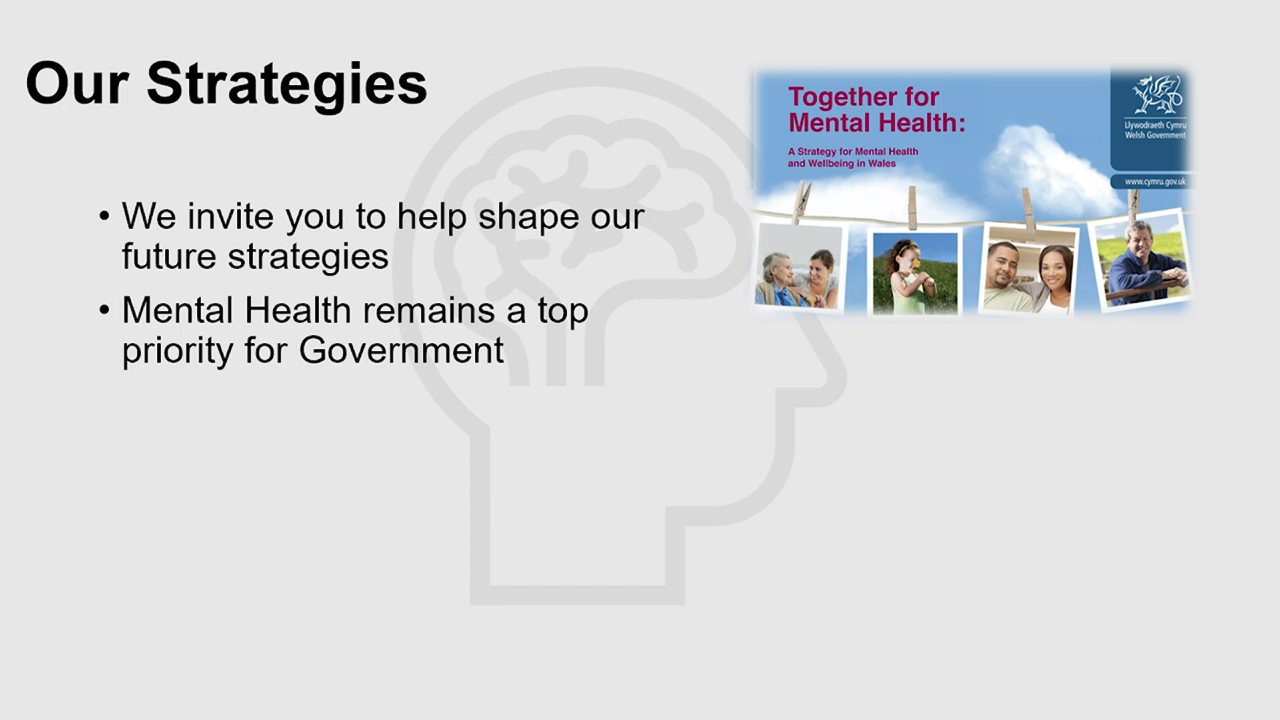 Our Strategies
• We invite you to help shape our
future strategies
• Mental Health remains a top
priority for Government
Together for
Mental Health:
A Strategy for Mental Health
and Wellbeing in Wales
Llywodraeth Cymru
Welsh Government
www.cymru.gov.uk